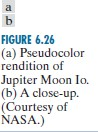 a
b
FIGURE 6.26
(a) Pseudocolor
rendition of
Jupiter Moon Io.
(b) A close-up.
(Courtesy of
NASA.)